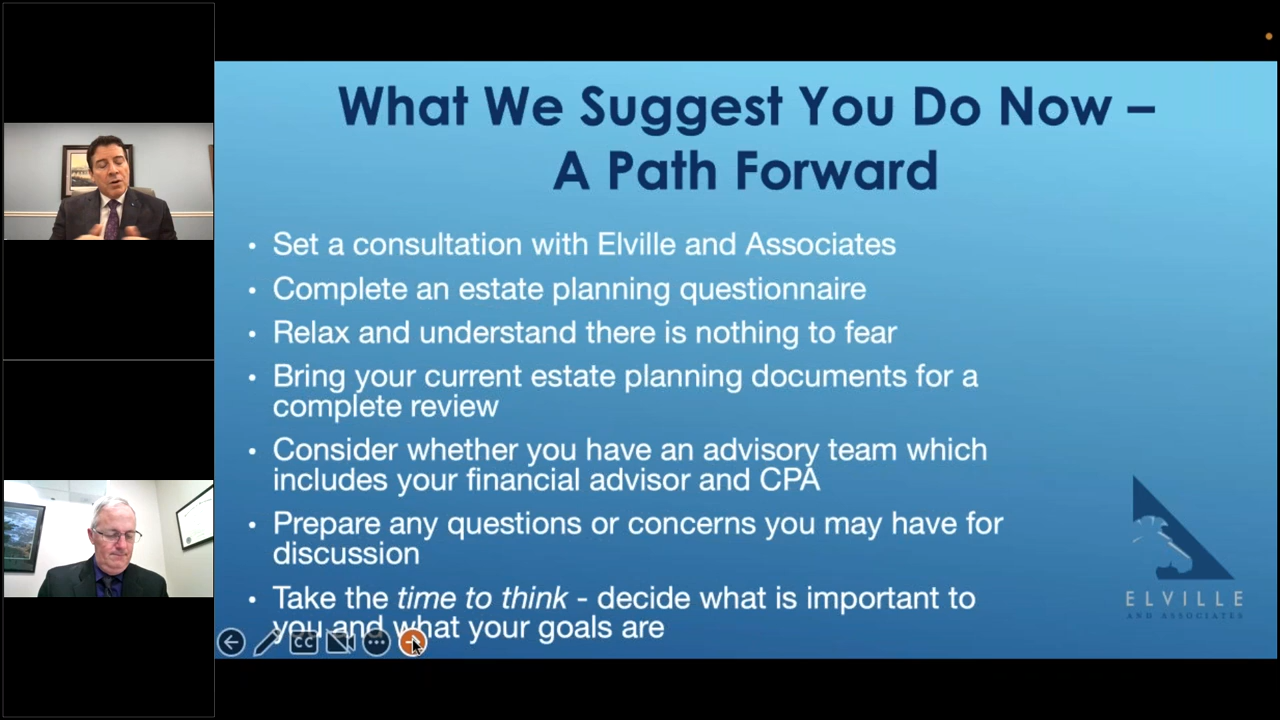 What We Suggest You Do Now –
A Path Forward
• Set a consultation with Elville and Associates
• Complete an estate planning questionnaire
• Relax and understand there is nothing to fear
• Bring your current estate planning documents for a
complete review
• Consider whether you have an advisory team which
includes your financial advisor and CPA
• Prepare any questions or concerns you may have for
discussion
• Take the time to think - decide what is important to
you and what your goals are
CC
ELVILLE
AND ASSOCIATES